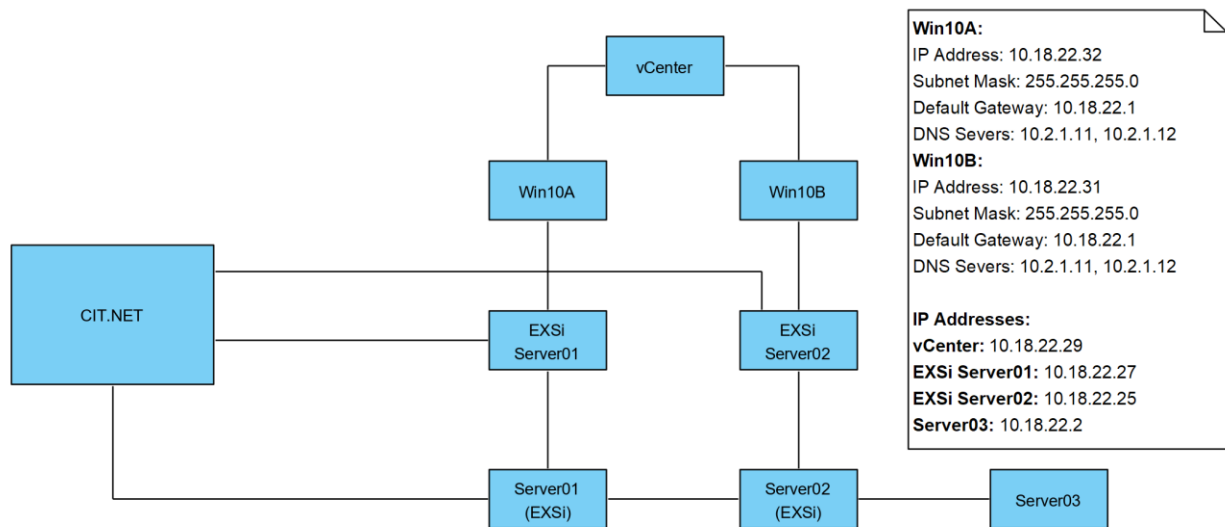 vCenter
Win10A
Win10B
CIT.NET
EXSi
Server01
EXSi
Server02
Server01
(EXSi)
Server02
(EXSi)
Server03
Win10A:
IP Address: 10.18.22.32
Subnet Mask: 255.255.255.0
Default Gateway: 10.18.22.1
DNS Severs: 10.2.1.11, 10.2.1.12
Win10B:
IP Address: 10.18.22.31
Subnet Mask: 255.255.255.0
Default Gateway: 10.18.22.1
DNS Severs: 10.2.1.11, 10.2.1.12
IP Addresses:
vCenter: 10.18.22.29
EXSi Server01: 10.18.22.27
EXSi Server02: 10.18.22.25
Server03: 10.18.22.2